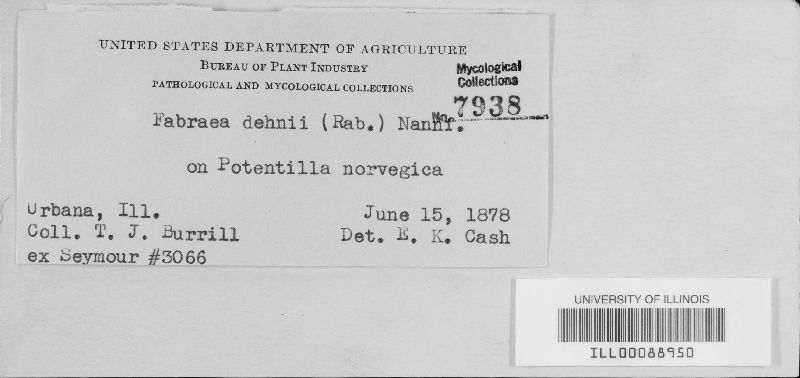 UNITED STATES DEPARTMENT OF AGRICULTURE
BUREAU OF PLANT INDUSTRY
PATHOLOGICAL AND MYCOLOGICAL COLLECTIONS
Mycological
Collections
No. 7938
Fabraea dehnii (Rab.) Nannf.
on Potentilla norvegica
Urbana, Ill.
June 15, 1878
Coll. T. J. Burrill
Det. E. K. Cash
ex Seymour #3066
UNIVERSITY OF ILLINOIS
ILL00088950